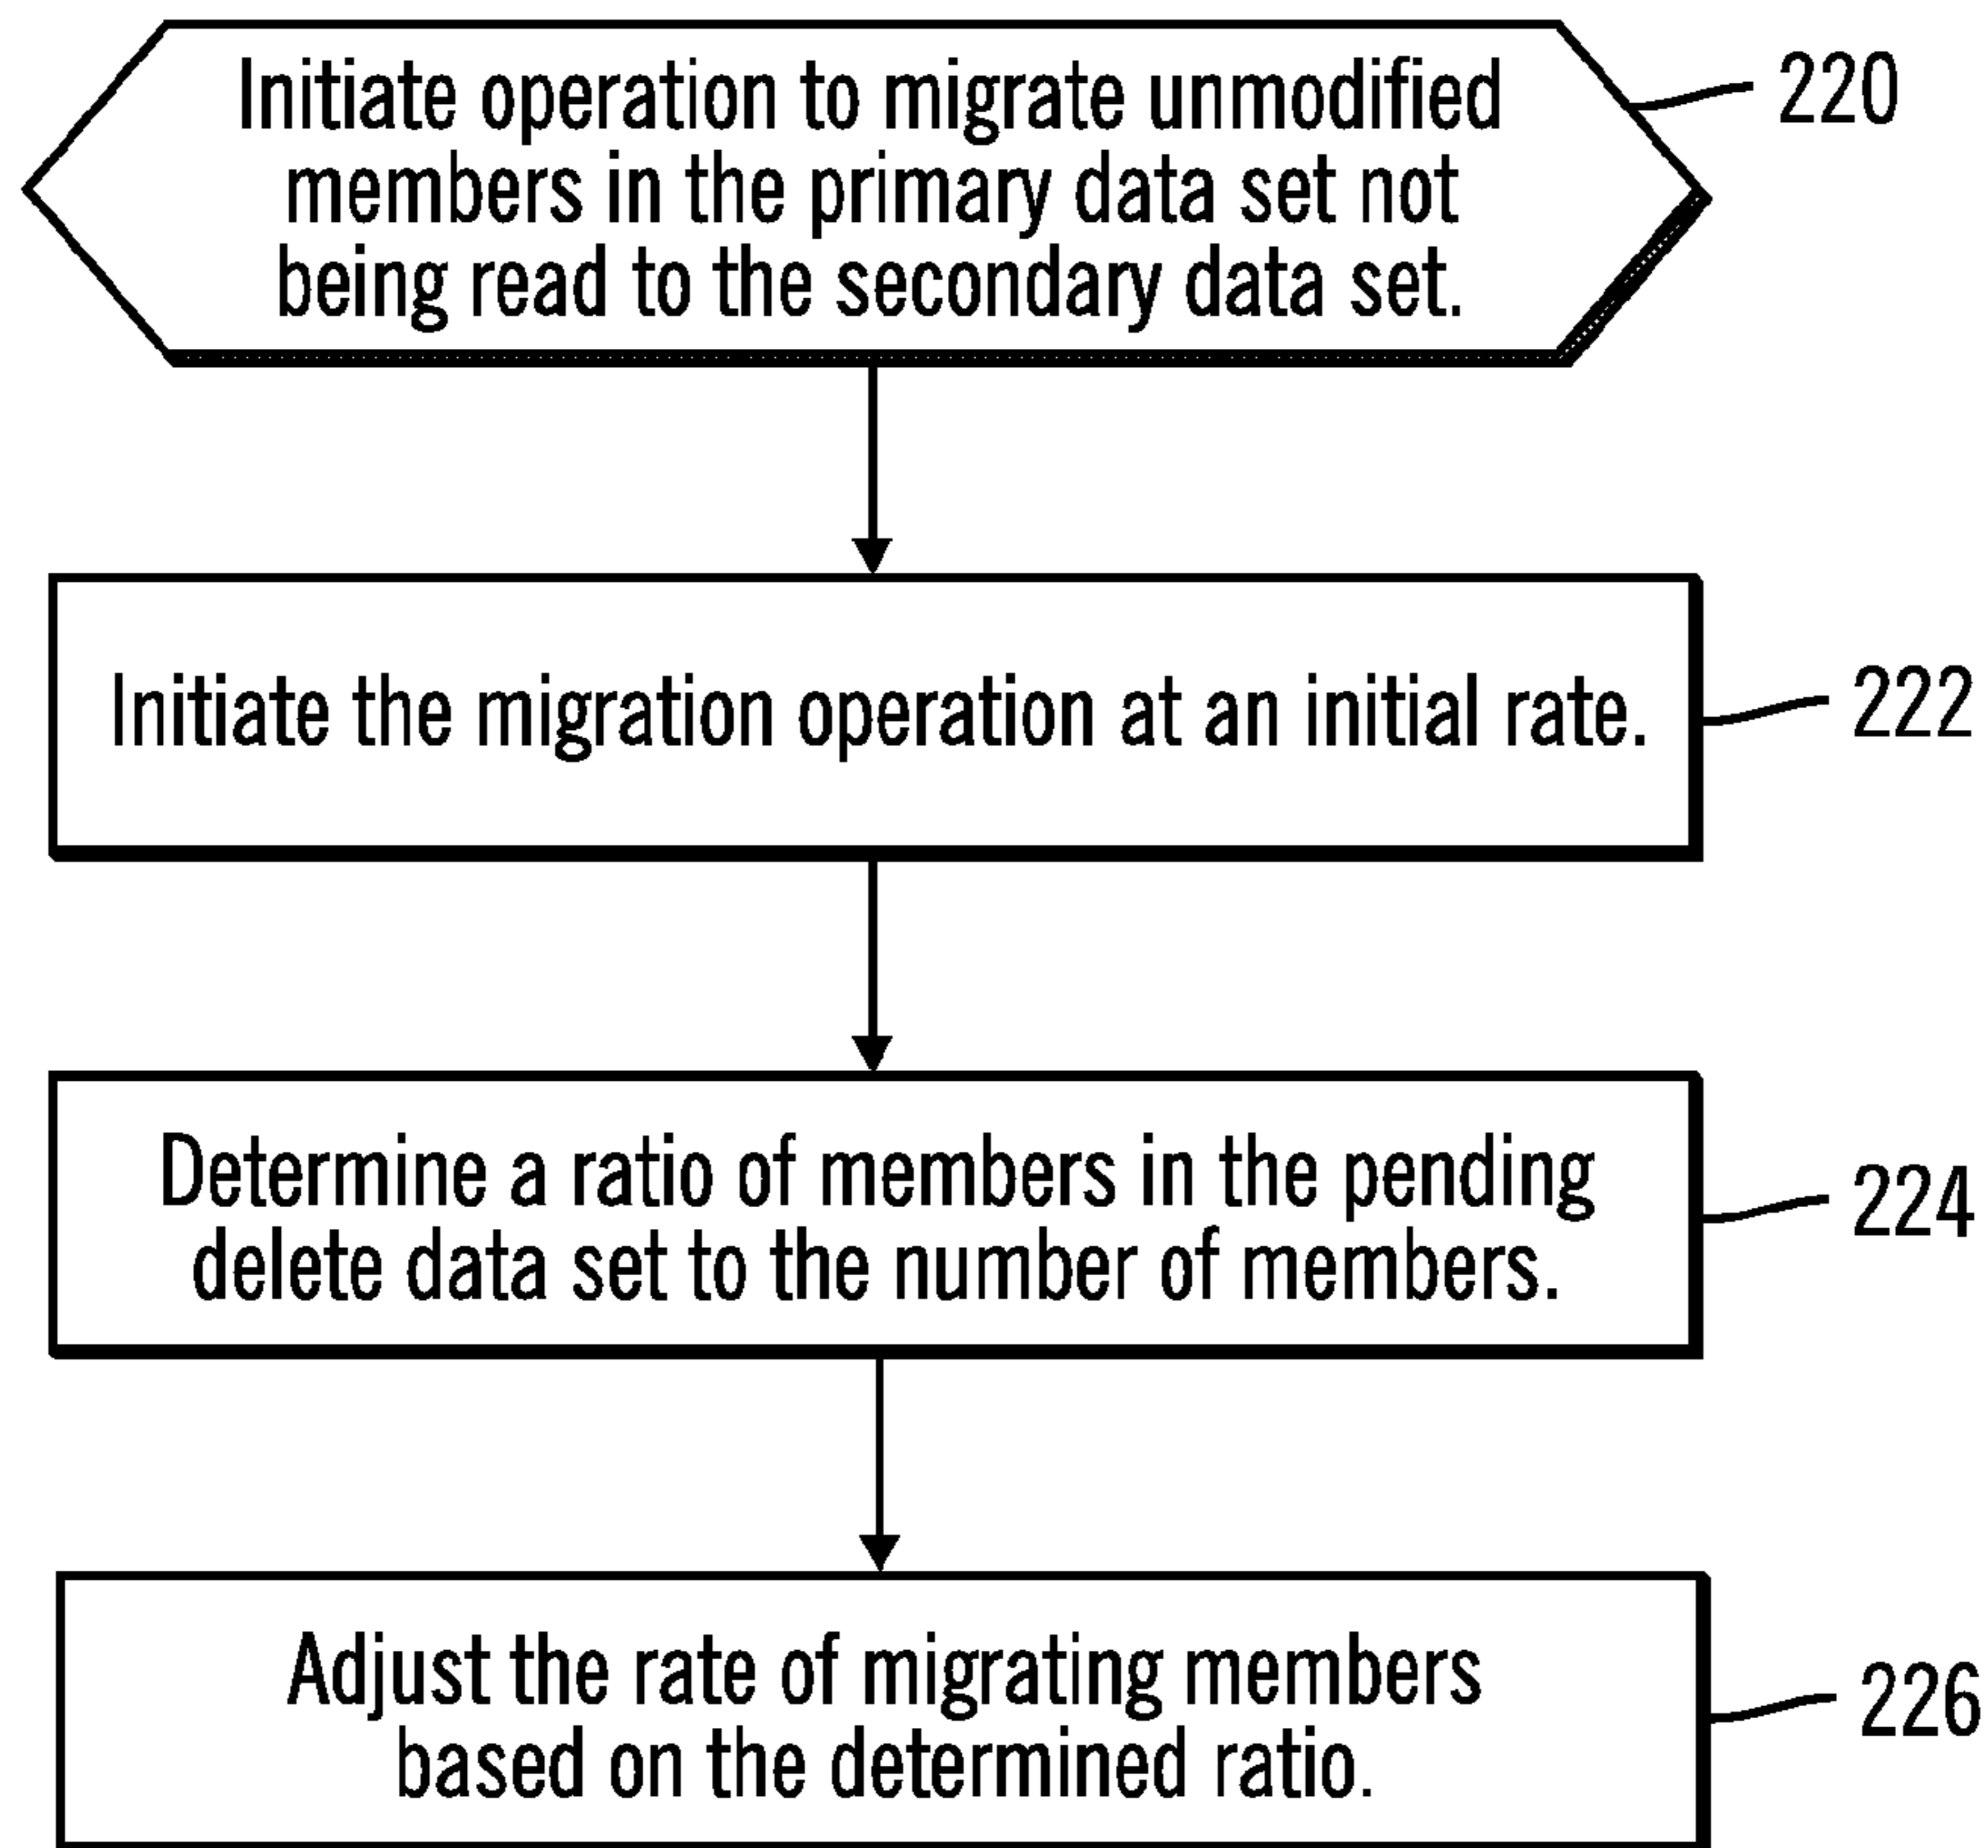 Initiate operation to migrate unmodified
members in the primary data set not
being read to the secondary data set.
220
Initiate the migration operation at an initial rate.
222
Determine a ratio of members in the pending
delete data set to the number of members.
224
Adjust the rate of migrating members
based on the determined ratio.
226